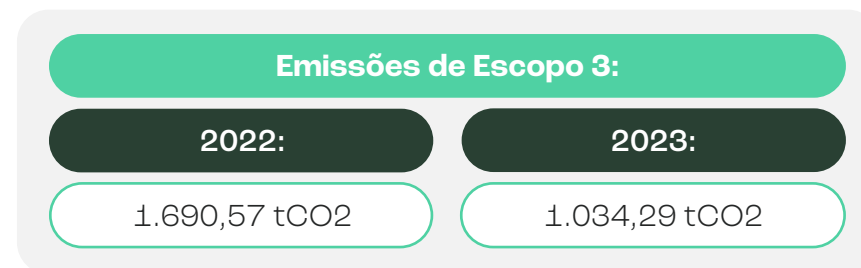 Emissões de Escopo 3:
2022:
2023:
1.690,57 tCO2
1.034,29 tCO2